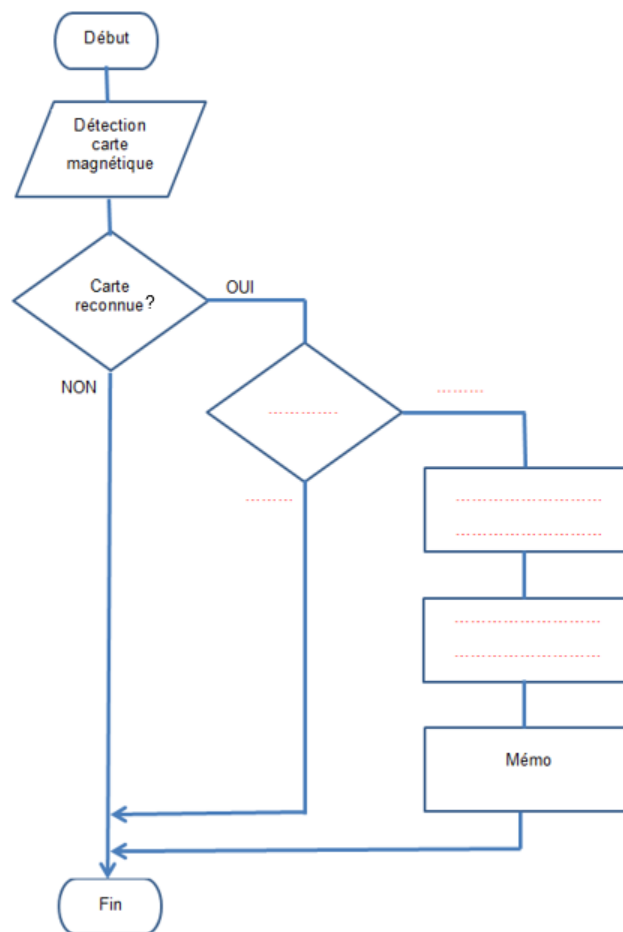 Début
Détection
carte
magnétique
Carte
reconnue?
OUI
NON
Mémo
Fin